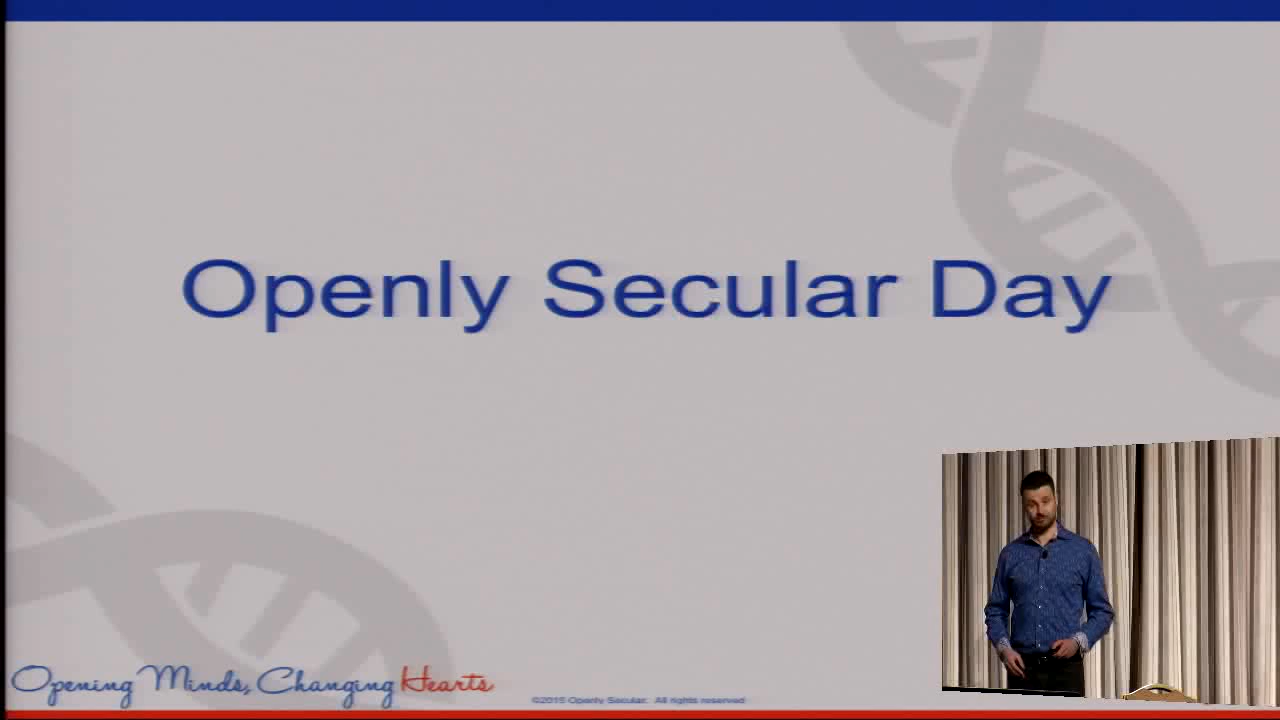 Openly Secular Day
Opening Minds, Changing Hearts
©2015 Openly Secular. All rights reserved